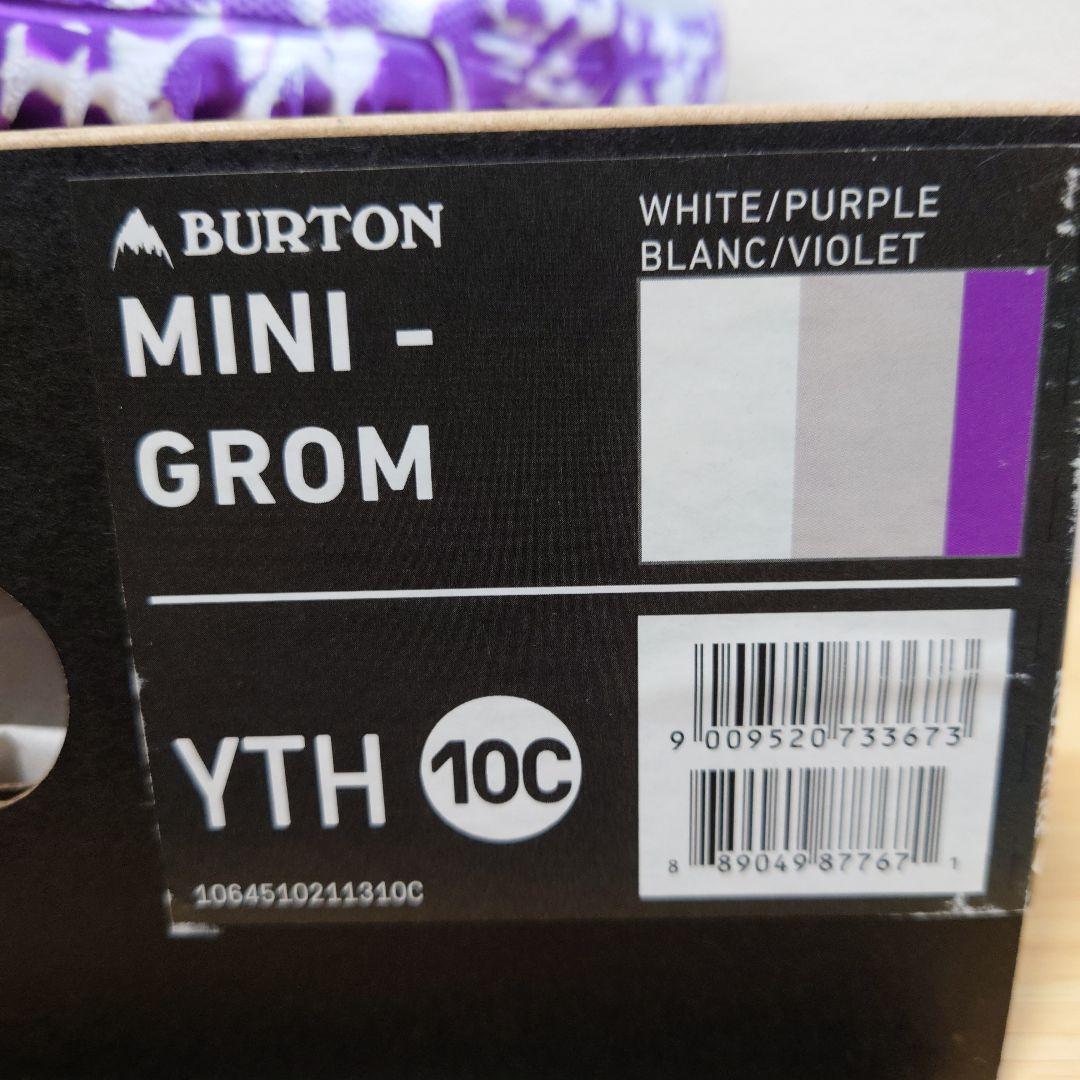 BURTON
MINI -
GROM
WHITE/PURPLE
BLANC/VIOLET
YTH 10C
1064510211310C
9 009520 733673
8 89049 87767 1